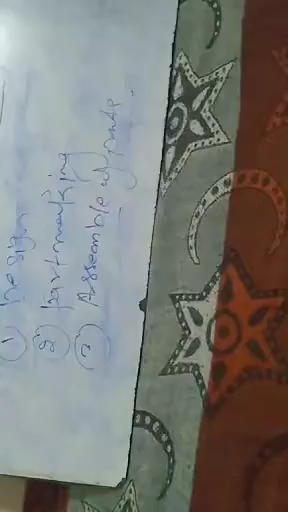 ① Design
② Partmaking
③ Assemble